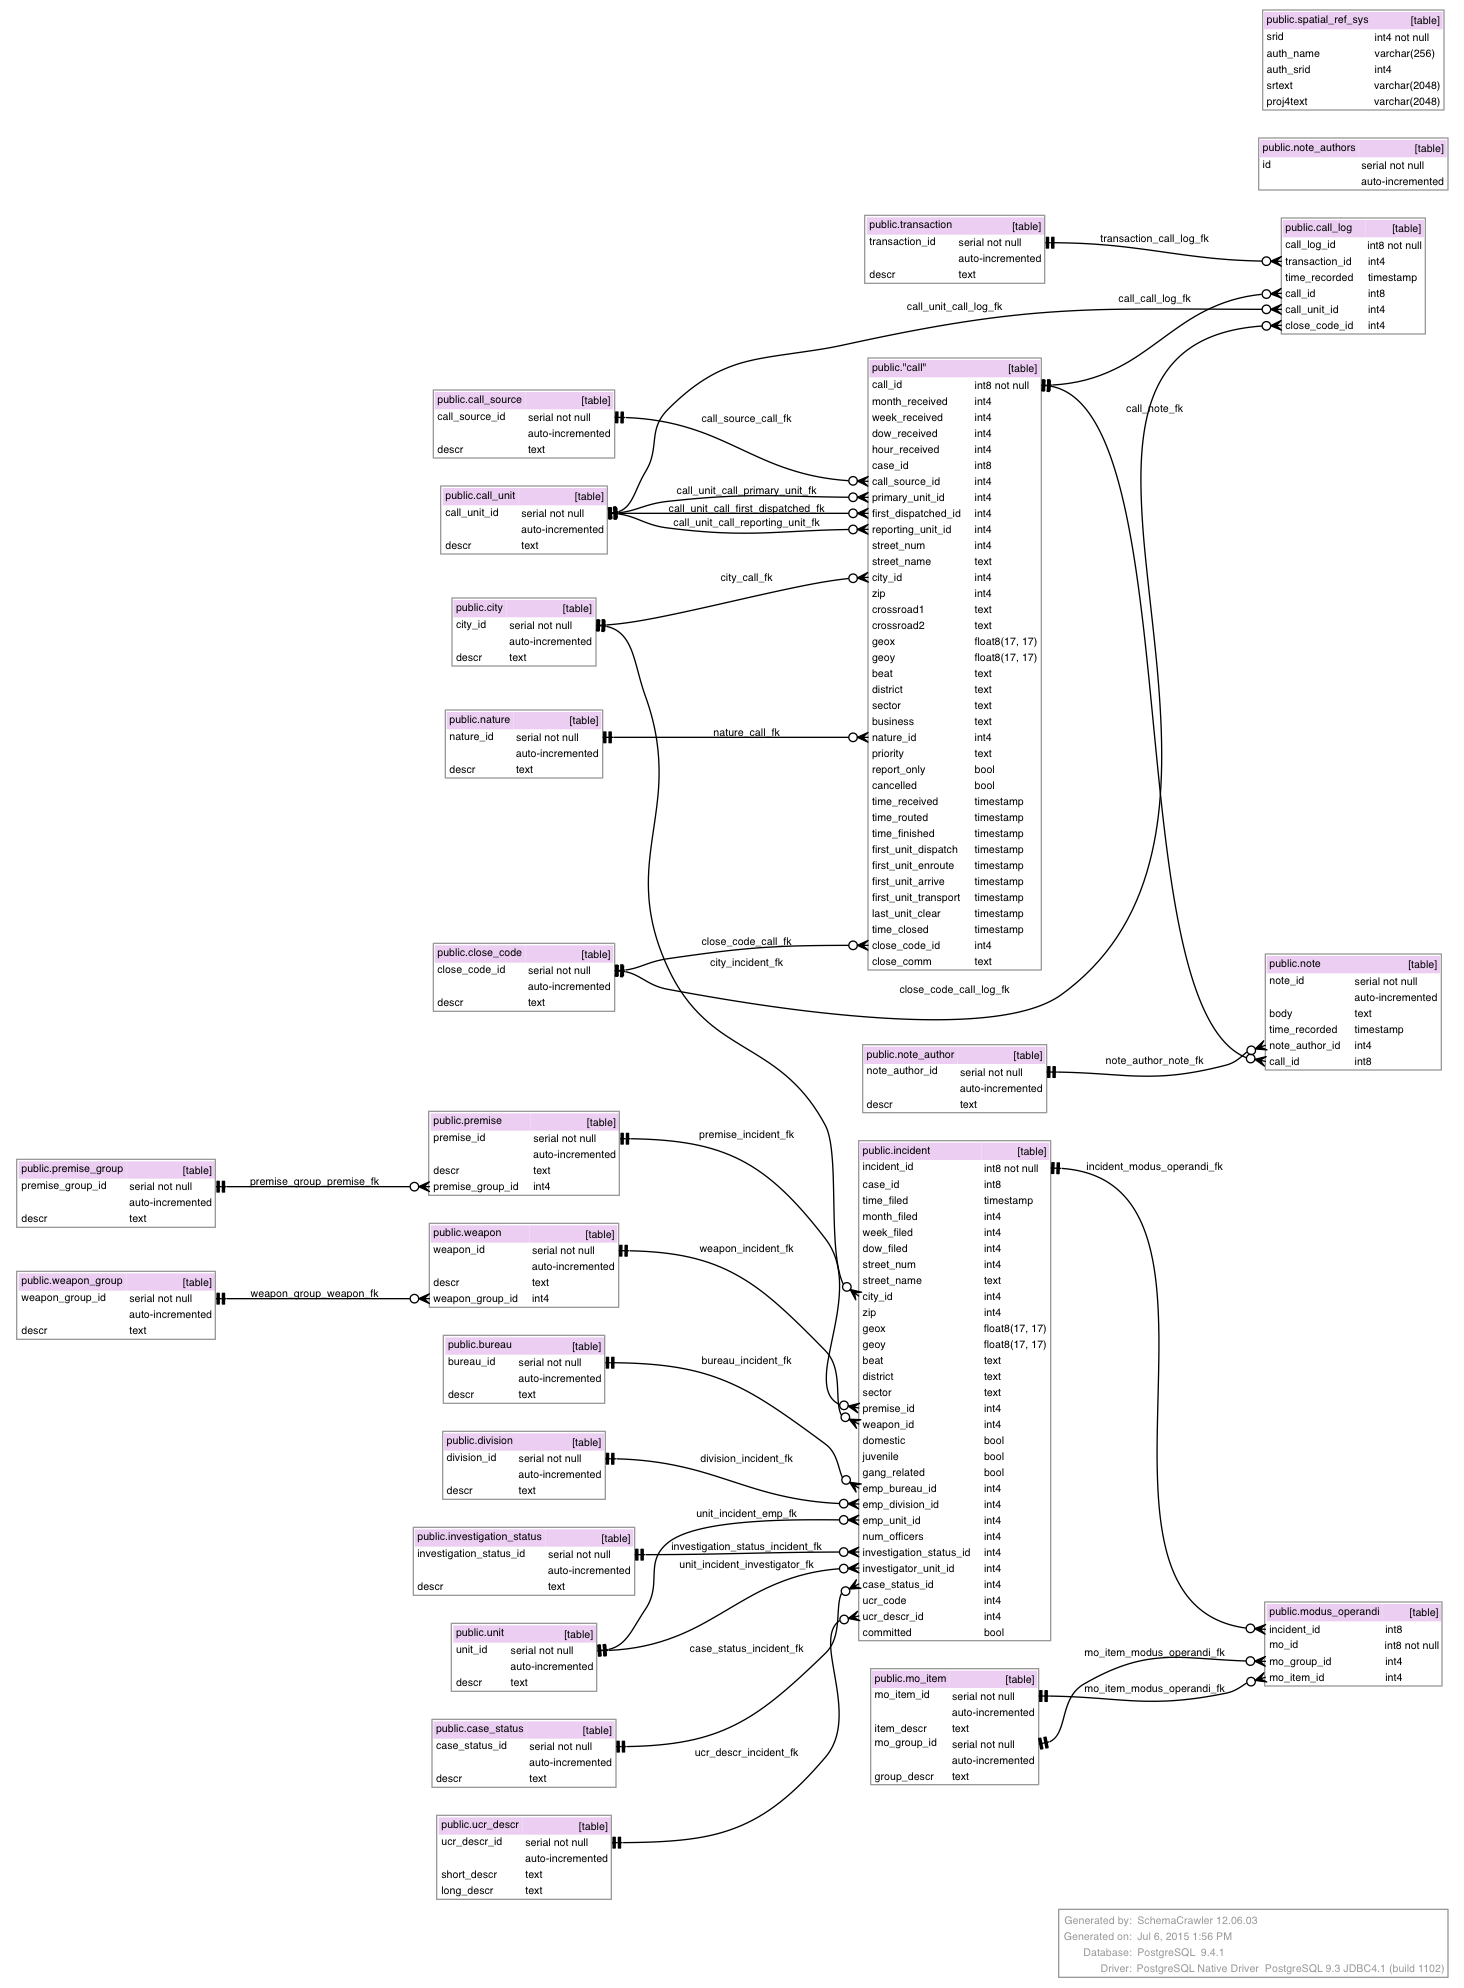 public.spatial_ref_sys [table]
srid int4 not null
auth_name varchar(256)
auth_srid int4
srtext varchar(2048)
proj4text varchar(2048)
public.note_authors [table]
id serial not null
auto-incremented
public.transaction [table]
transaction_id serial not null
auto-incremented
descr text
transaction_call_log_fk
public.call_log [table]
call_log_id int8 not null
transaction_id int4
time_recorded timestamp
call_id int8
call_unit_id int4
close_code_id int4
call_unit_call_log_fk
call_call_log_fk
public."call" [table]
call_id int8 not null
month_received int4
week_received int4
dow_received int4
hour_received int4
case_id int8
call_source_id int4
primary_unit_id int4
first_dispatched_id int4
reporting_unit_id int4
street_num int4
street_name text
city_id int4
zip int4
crossroad1 text
crossroad2 text
geox float8(17, 17)
geoy float8(17, 17)
beat text
district text
sector text
business text
nature_id int4
priority text
report_only bool
cancelled bool
time_received timestamp
time_routed timestamp
time_finished timestamp
first_unit_dispatch timestamp
first_unit_enroute timestamp
first_unit_arrive timestamp
first_unit_transport timestamp
last_unit_clear timestamp
time_closed timestamp
close_code_id int4
close_comm text
call_note_fk
public.call_source [table]
call_source_id serial not null
auto-incremented
descr text
call_source_call_fk
public.call_unit [table]
call_unit_id serial not null
auto-incremented
descr text
call_unit_call_primary_unit_fk
call_unit_call_first_dispatched_fk
call_unit_call_reporting_unit_fk
public.city [table]
city_id serial not null
auto-incremented
descr text
city_call_fk
public.nature [table]
nature_id serial not null
auto-incremented
descr text
nature_call_fk
public.close_code [table]
close_code_id serial not null
auto-incremented
descr text
close_code_call_fk
city_incident_fk
close_code_call_log_fk
public.note [table]
note_id serial not null
auto-incremented
body text
time_recorded timestamp
note_author_id int4
call_id int8
public.note_author [table]
note_author_id serial not null
auto-incremented
descr text
note_author_note_fk
public.premise [table]
premise_id serial not null
auto-incremented
descr text
premise_group_id int4
premise_incident_fk
public.premise_group [table]
premise_group_id serial not null
auto-incremented
descr text
premise_group_premise_fk
public.weapon [table]
weapon_id serial not null
auto-incremented
descr text
weapon_group_id int4
weapon_incident_fk
public.weapon_group [table]
weapon_group_id serial not null
auto-incremented
descr text
weapon_group_weapon_fk
public.incident [table]
incident_id int8 not null
case_id int8
time_filed timestamp
month_filed int4
week_filed int4
dow_filed int4
street_num int4
street_name text
city_id int4
zip int4
geox float8(17, 17)
geoy float8(17, 17)
beat text
district text
sector text
premise_id int4
weapon_id int4
domestic bool
juvenile bool
gang_related bool
emp_bureau_id int4
emp_division_id int4
emp_unit_id int4
num_officers int4
investigation_status_id int4
investigator_unit_id int4
case_status_id int4
ucr_code int4
ucr_descr_id int4
committed bool
incident_modus_operandi_fk
public.bureau [table]
bureau_id serial not null
auto-incremented
descr text
bureau_incident_fk
public.division [table]
division_id serial not null
auto-incremented
descr text
division_incident_fk
unit_incident_emp_fk
public.investigation_status [table]
investigation_status_id serial not null
auto-incremented
descr text
investigation_status_incident_fk
unit_incident_investigator_fk
public.unit [table]
unit_id serial not null
auto-incremented
descr text
case_status_incident_fk
public.case_status [table]
case_status_id serial not null
auto-incremented
descr text
ucr_descr_incident_fk
public.ucr_descr [table]
ucr_descr_id serial not null
auto-incremented
short_descr text
long_descr text
public.modus_operandi [table]
incident_id int8
mo_id int8 not null
mo_group_id int4
mo_item_id int4
mo_item_modus_operandi_fk
mo_item_modus_operandi_fk
public.mo_item [table]
mo_item_id serial not null
auto-incremented
item_descr text
mo_group_id serial not null
auto-incremented
group_descr text
Generated by: SchemaCrawler 12.06.03
Generated on: Jul 6, 2015 1:56 PM
Database: PostgreSQL 9.4.1
Driver: PostgreSQL Native Driver PostgreSQL 9.3 JDBC4.1 (build 1102)